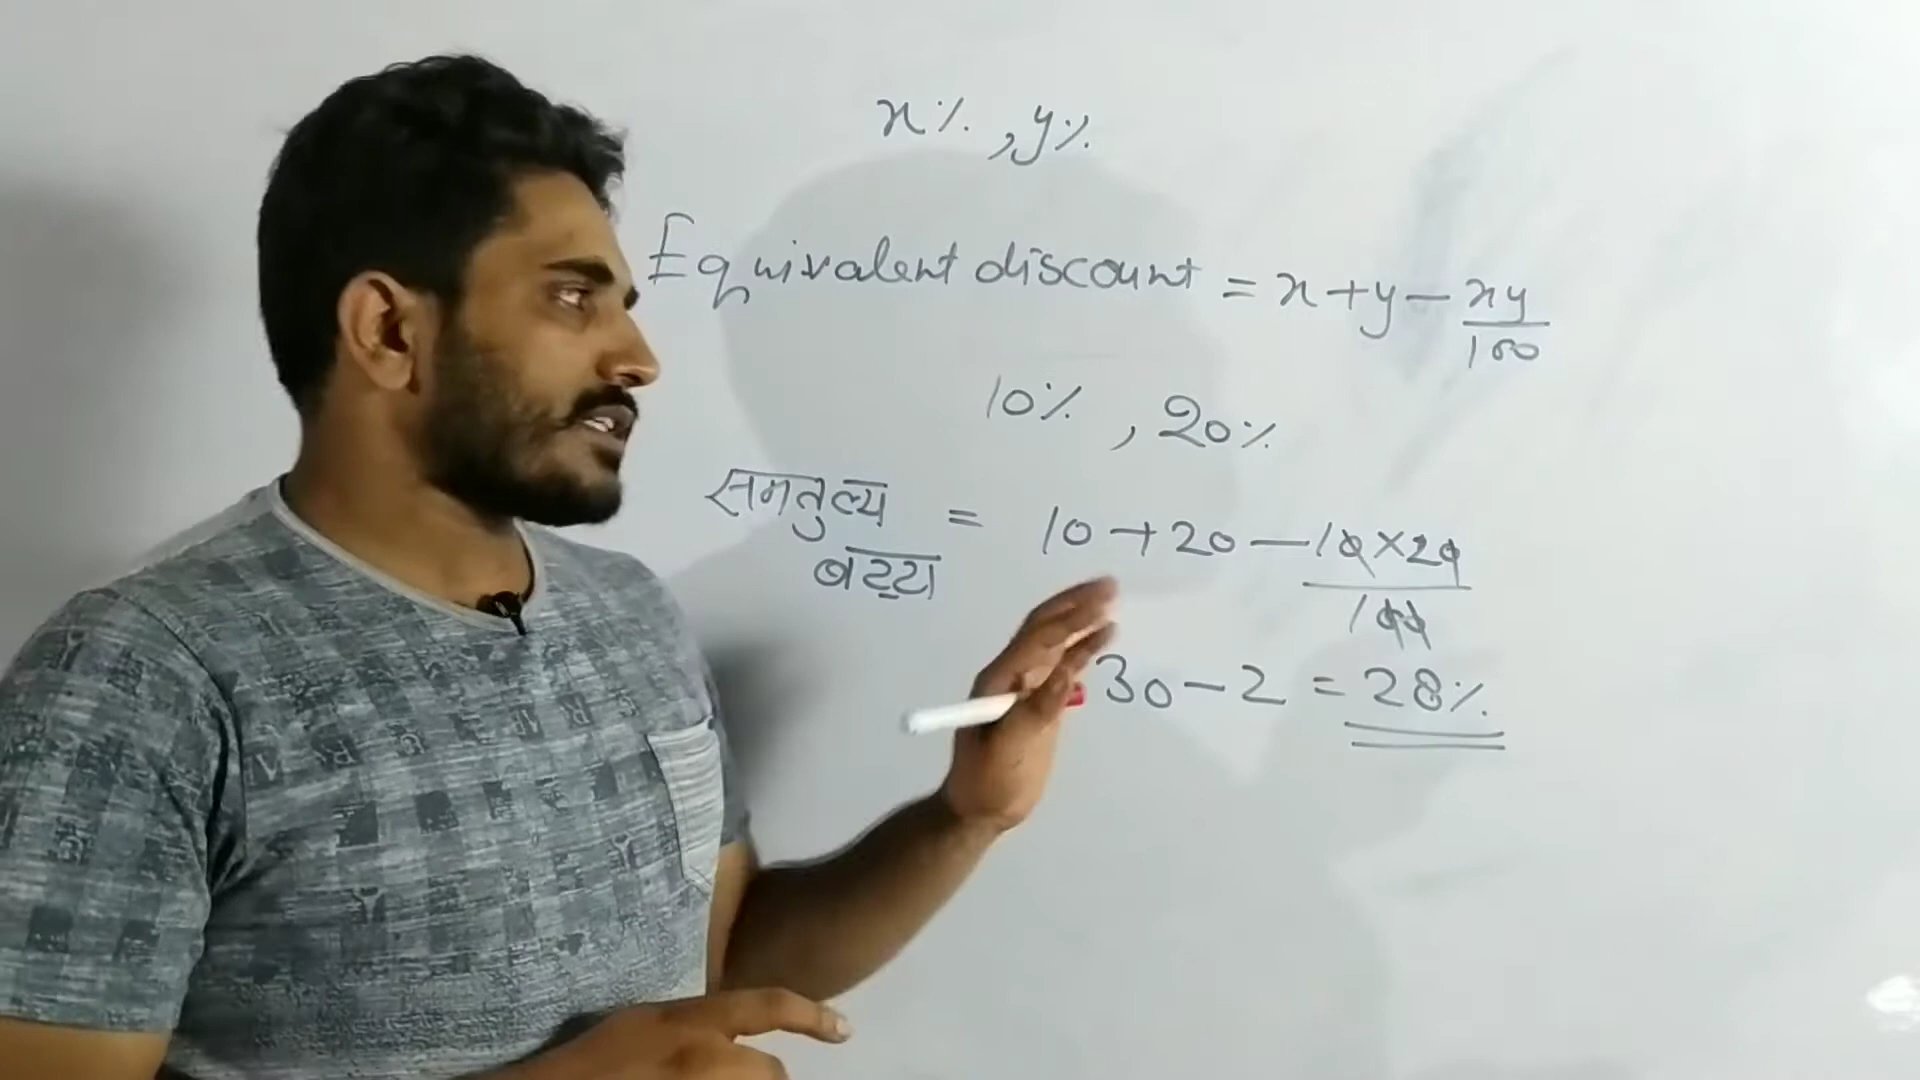 x%, y%
Equivalent discount = x+y-xy/100
10%, 20%
समतुल्य
बट्टा = 10+20-10×20/100
30-2 = 28%